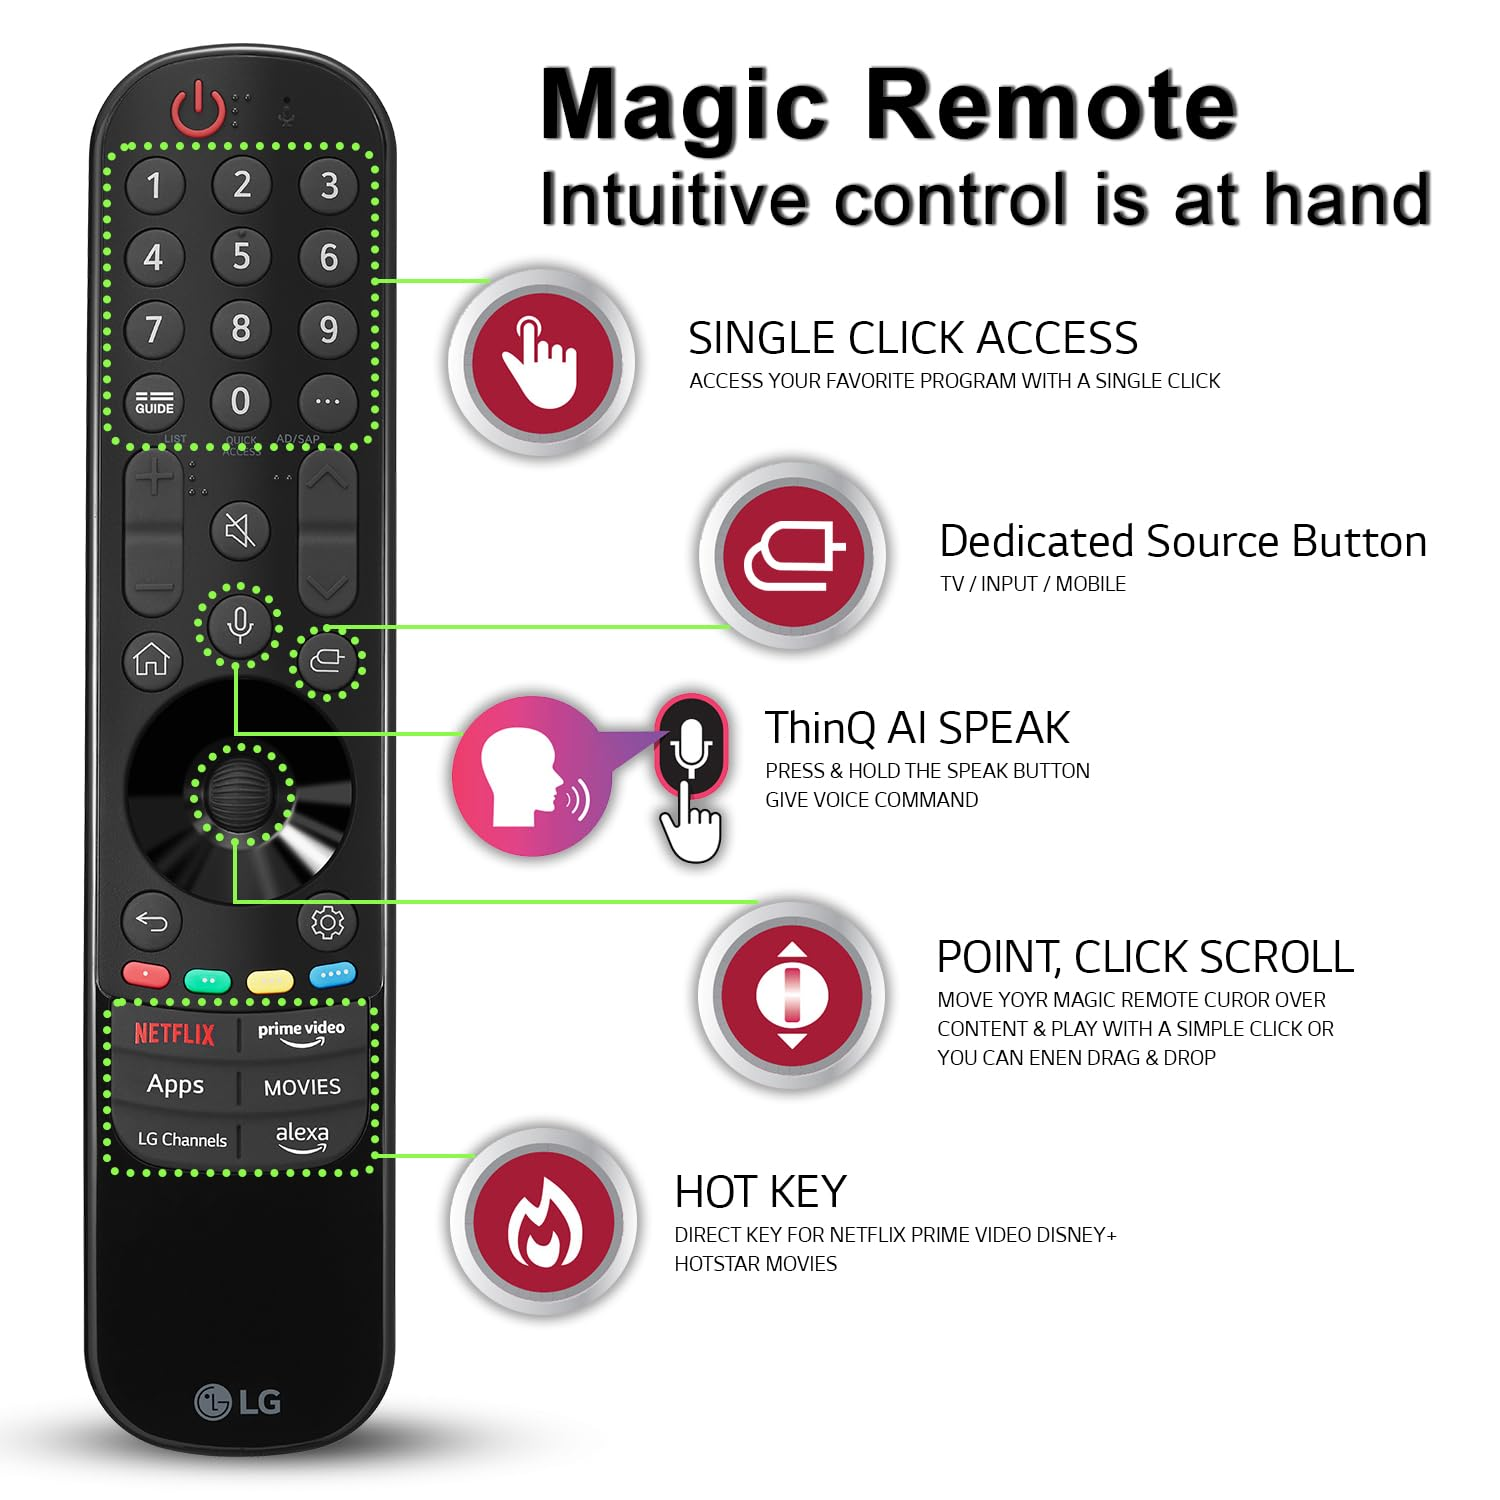 Magic Remote
Intuitive control is at hand
1 2 3
4 5 6
7 8 9
GUIDE 0 ...
LIST QUICK ACCESS AD/SAP
SINGLE CLICK ACCESS
ACCESS YOUR FAVORITE PROGRAM WITH A SINGLE CLICK
Dedicated Source Button
TV / INPUT / MOBILE
ThinQ AI SPEAK
PRESS & HOLD THE SPEAK BUTTON
GIVE VOICE COMMAND
POINT, CLICK SCROLL
MOVE YOYR MAGIC REMOTE CUROR OVER
CONTENT & PLAY WITH A SIMPLE CLICK OR
YOU CAN ENEN DRAG & DROP
NETFLIX prime video
Apps MOVIES
LG Channels alexa
HOT KEY
DIRECT KEY FOR NETFLIX PRIME VIDEO DISNEY+
HOTSTAR MOVIES
LG